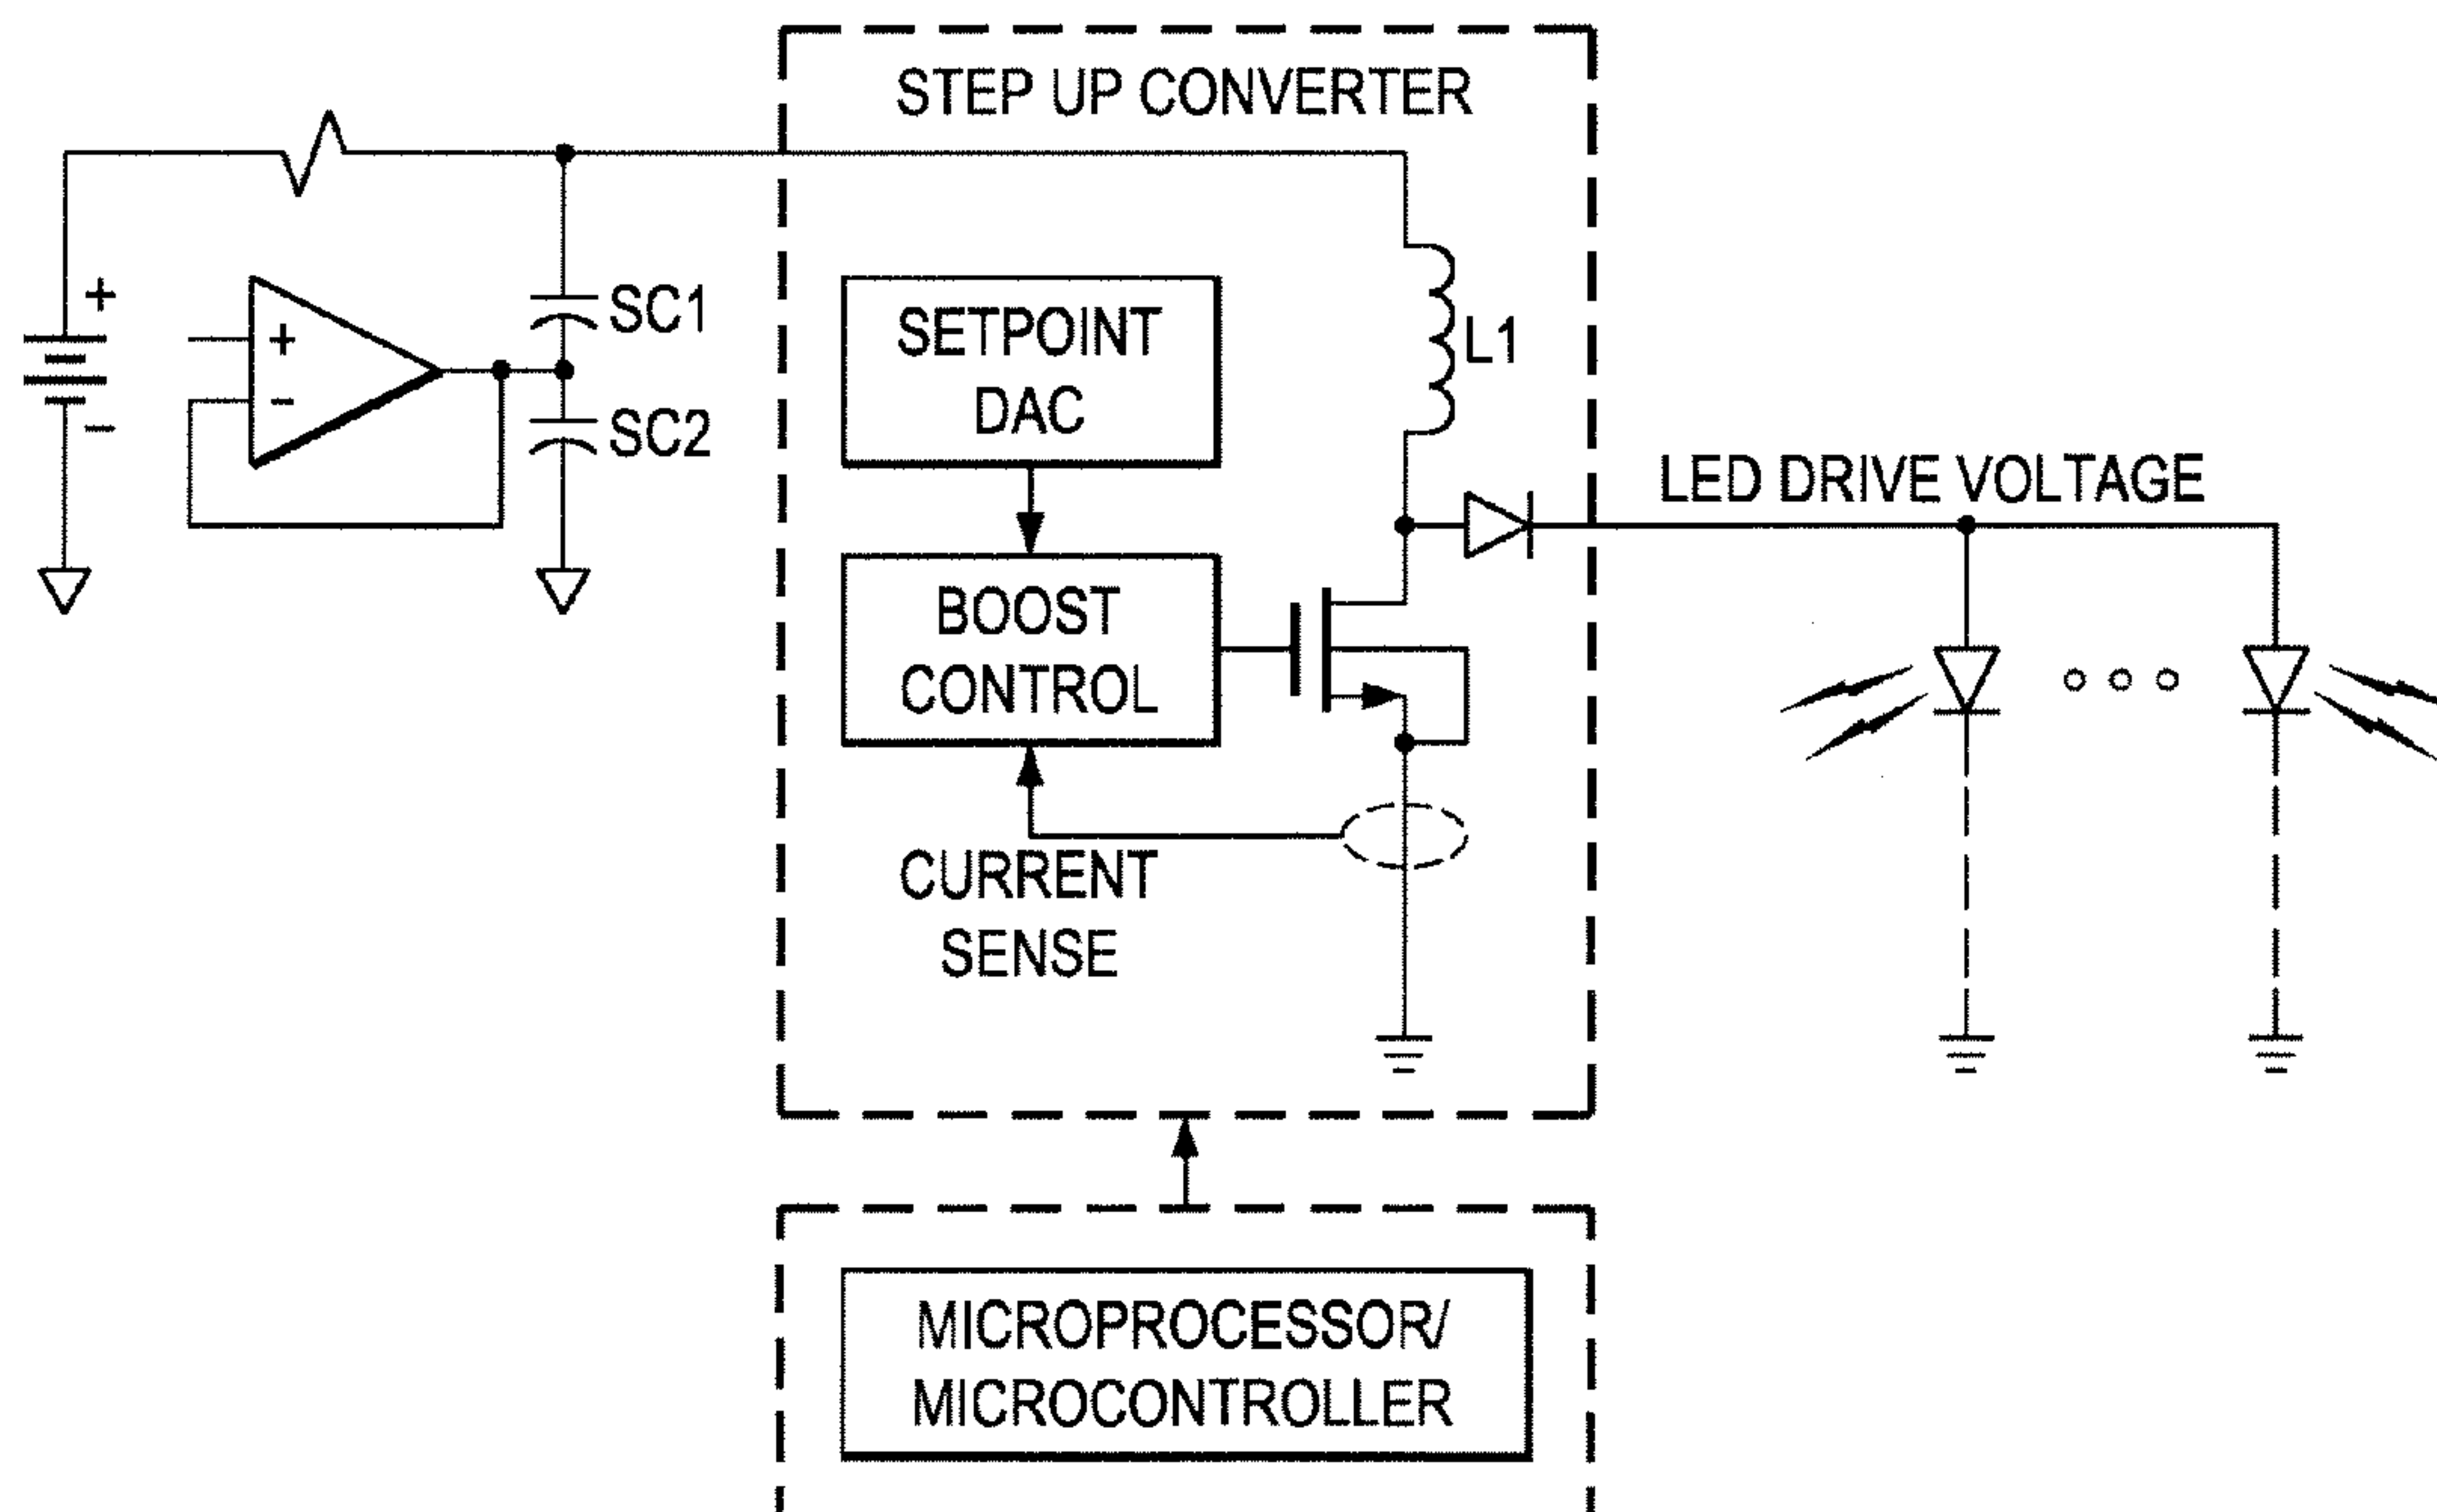 STEP UP CONVERTER
+
-
+
-
SC1
SC2
SETPOINT
DAC
L1
LED DRIVE VOLTAGE
BOOST
CONTROL
CURRENT
SENSE
MICROPROCESSOR/
MICROCONTROLLER